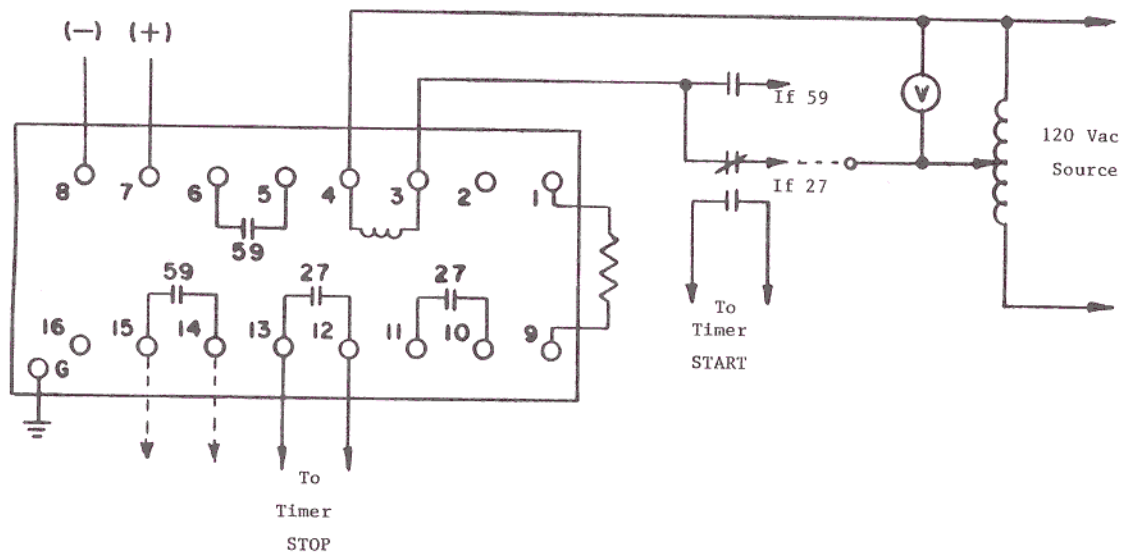 (-) (+)
V
If 59
120 Vac
Source
If 27
8 7 6 5 4 3 2 1
59
59 27 27
16 15 14 13 12 11 10 9
G
To
Timer
START
To
Timer
STOP